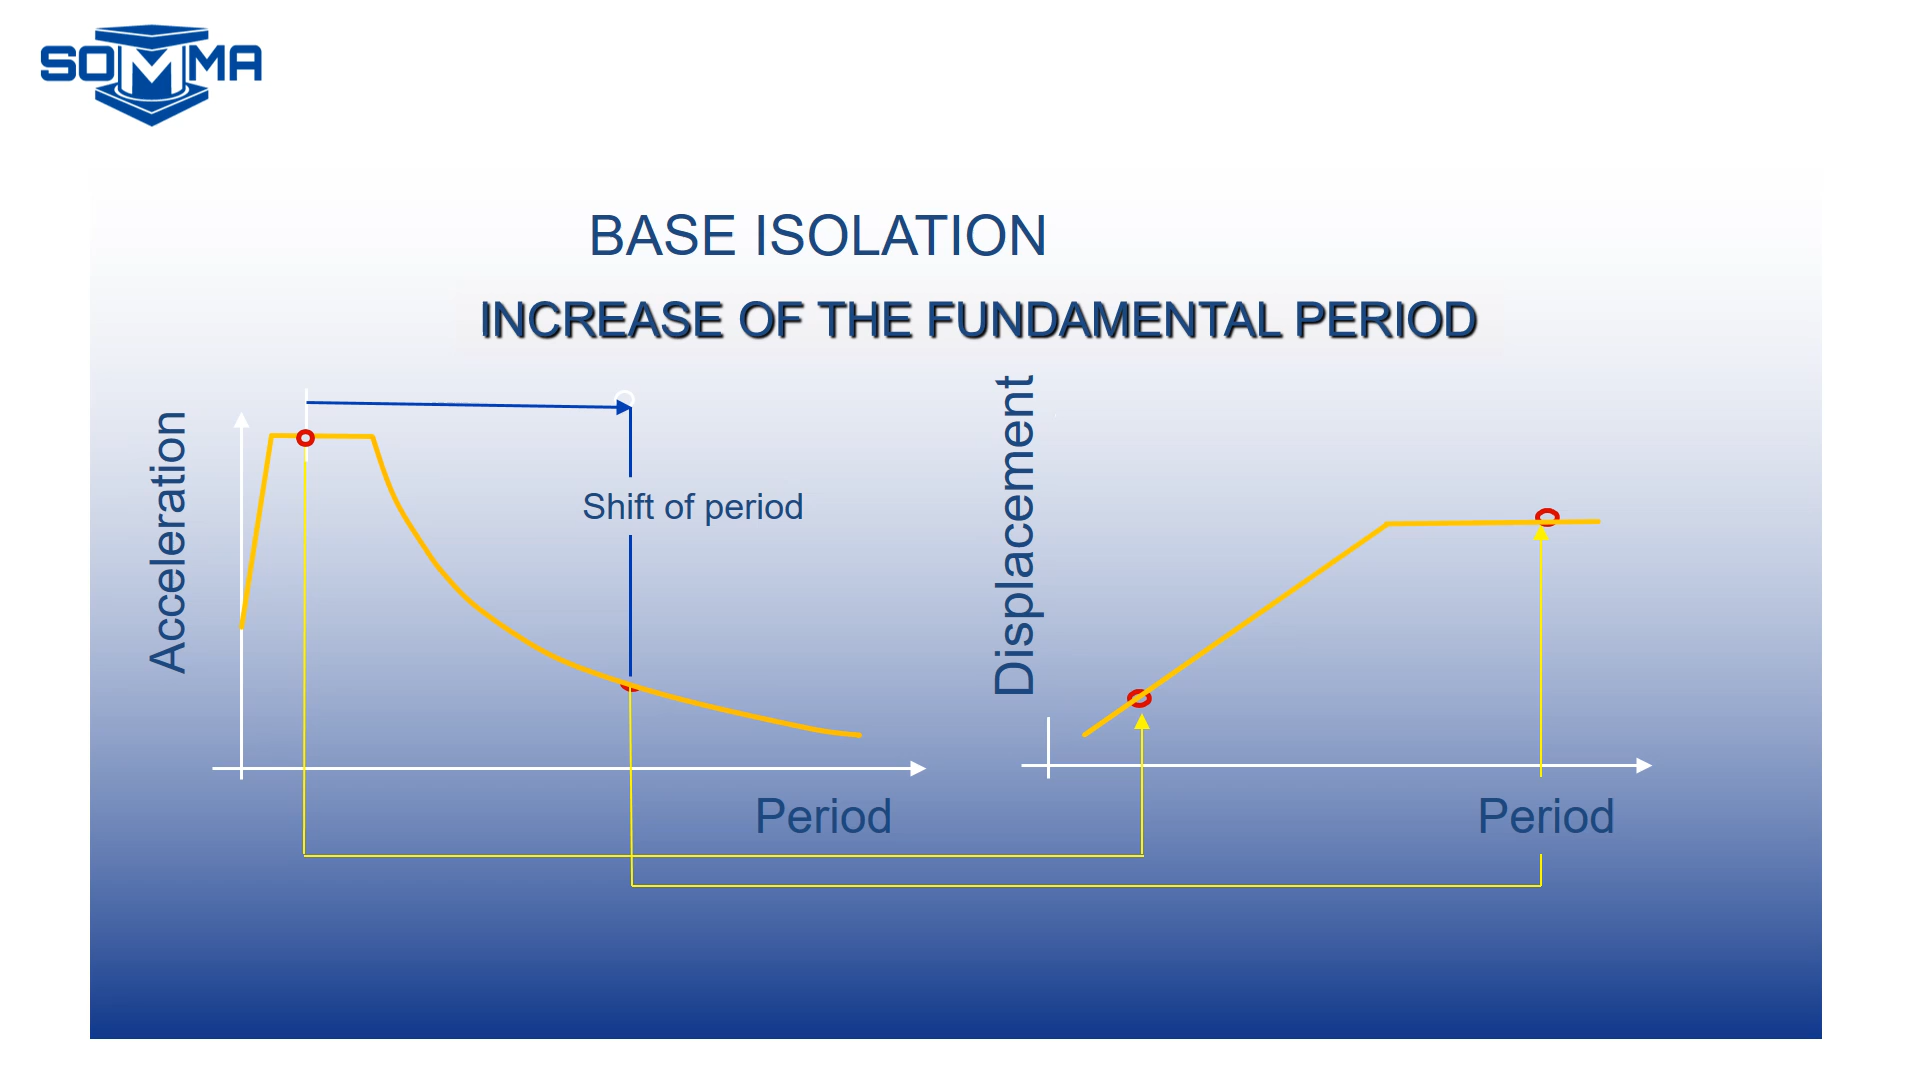 SOMMA
BASE ISOLATION
INCREASE OF THE FUNDAMENTAL PERIOD
Acceleration
Shift of period
Period
Displacement
Period